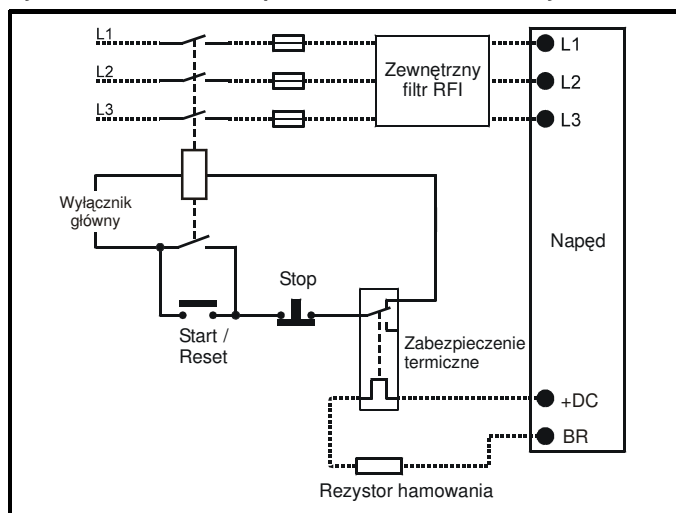 L1
L2
L3
Zewnętrzny
filtr RFI
L1
L2
L3
Wyłącznik
główny
Napęd
Stop
Start /
Reset
Zabezpieczenie
termiczne
+DC
BR
Rezystor hamowania